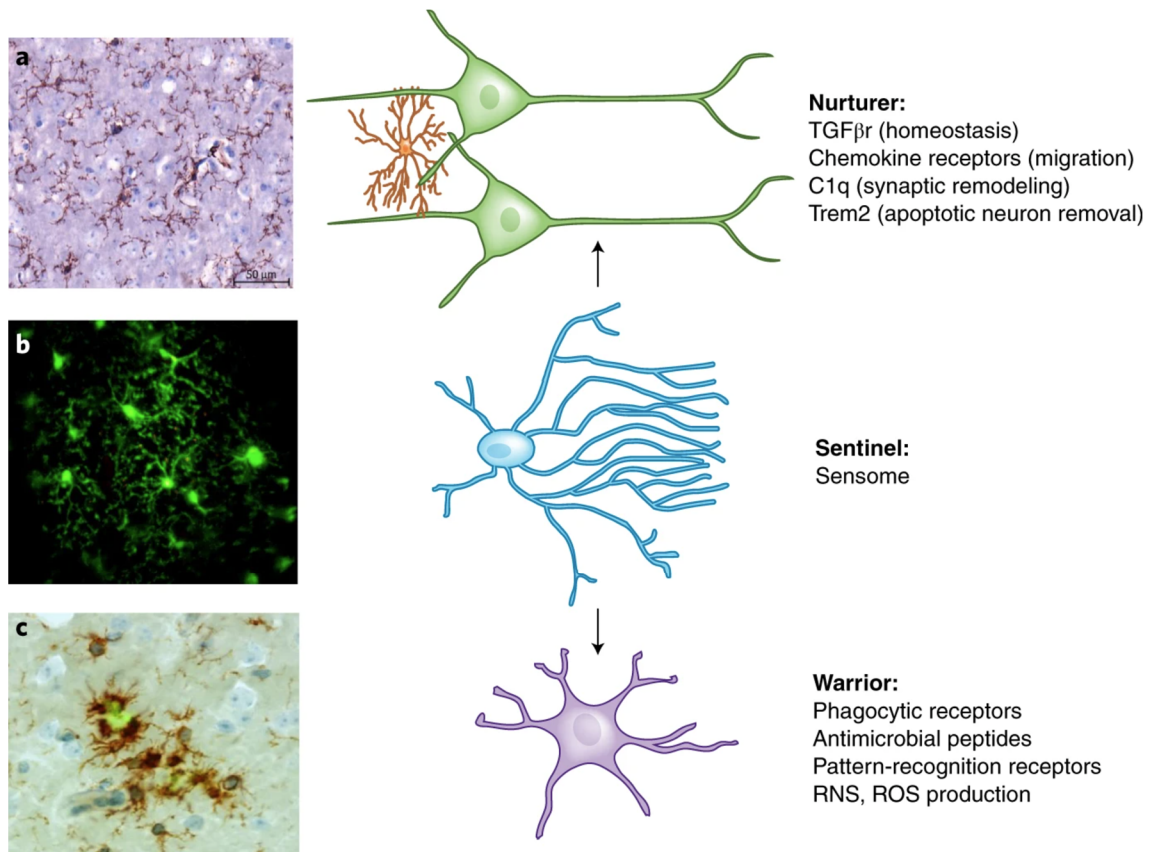 a
50 µm
Nurturer:
TGFβr (homeostasis)
Chemokine receptors (migration)
C1q (synaptic remodeling)
Trem2 (apoptotic neuron removal)
b
Sentinel:
Sensome
c
Warrior:
Phagocytic receptors
Antimicrobial peptides
Pattern-recognition receptors
RNS, ROS production